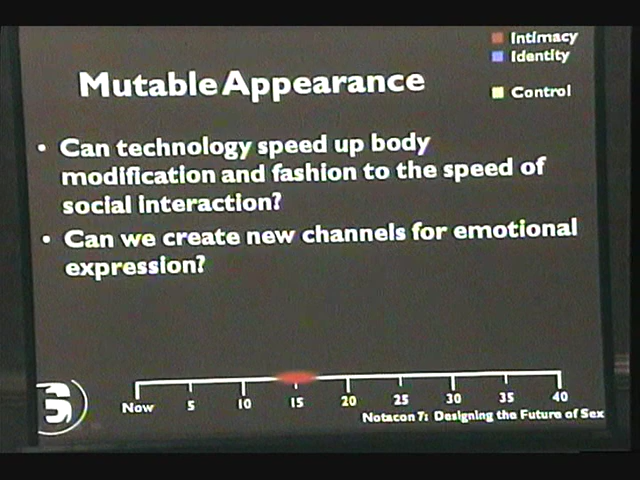 Intimacy
Identity
Control
Mutable Appearance
• Can technology speed up body
modification and fashion to the speed of
social interaction?
• Can we create new channels for emotional
expression?
Now 5 10 15 20 25 30 35 40
Notacon 7: Designing the Future of Sex